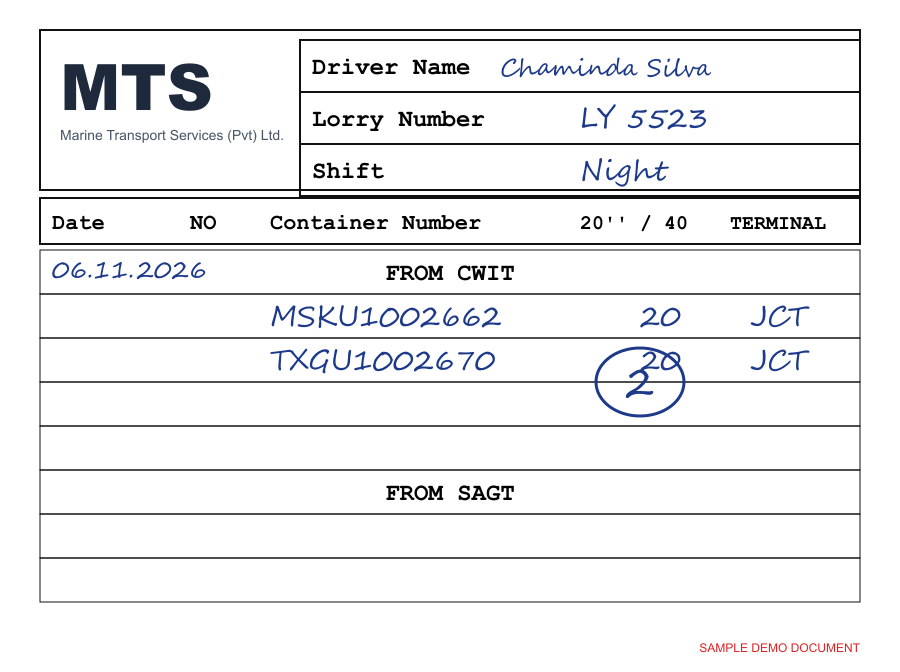 MTS
Marine Transport Services (Pvt) Ltd.
Driver Name Chaminda Silva
Lorry Number LY 5523
Shift Night
Date NO Container Number 20'' / 40 TERMINAL
06.11.2026 FROM CWIT
MSKU1002662 20 JCT
TXGU1002670 20 JCT
2
FROM SAGT
SAMPLE DEMO DOCUMENT